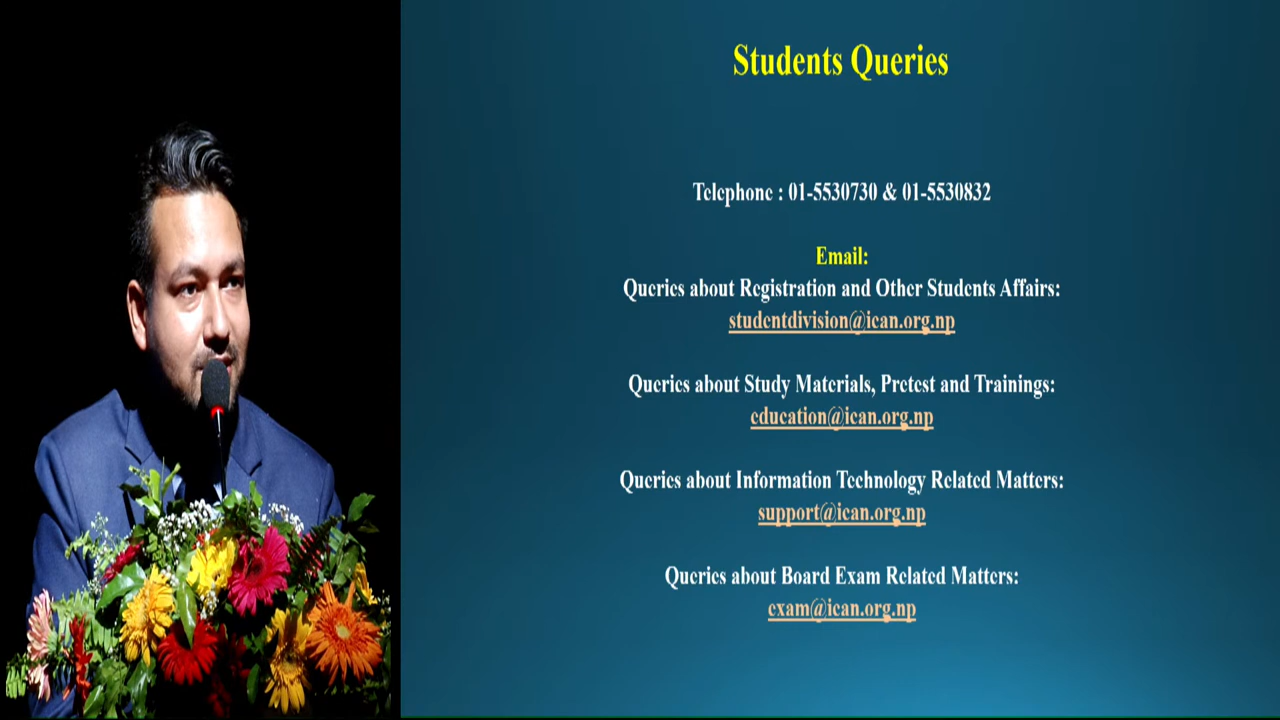 Students Queries
Telephone : 01-5530730 & 01-5530832
Email:
Queries about Registration and Other Students Affairs:
studentdivision@ican.org.np
Queries about Study Materials, Pretest and Trainings:
education@ican.org.np
Queries about Information Technology Related Matters:
support@ican.org.np
Queries about Board Exam Related Matters:
exam@ican.org.np